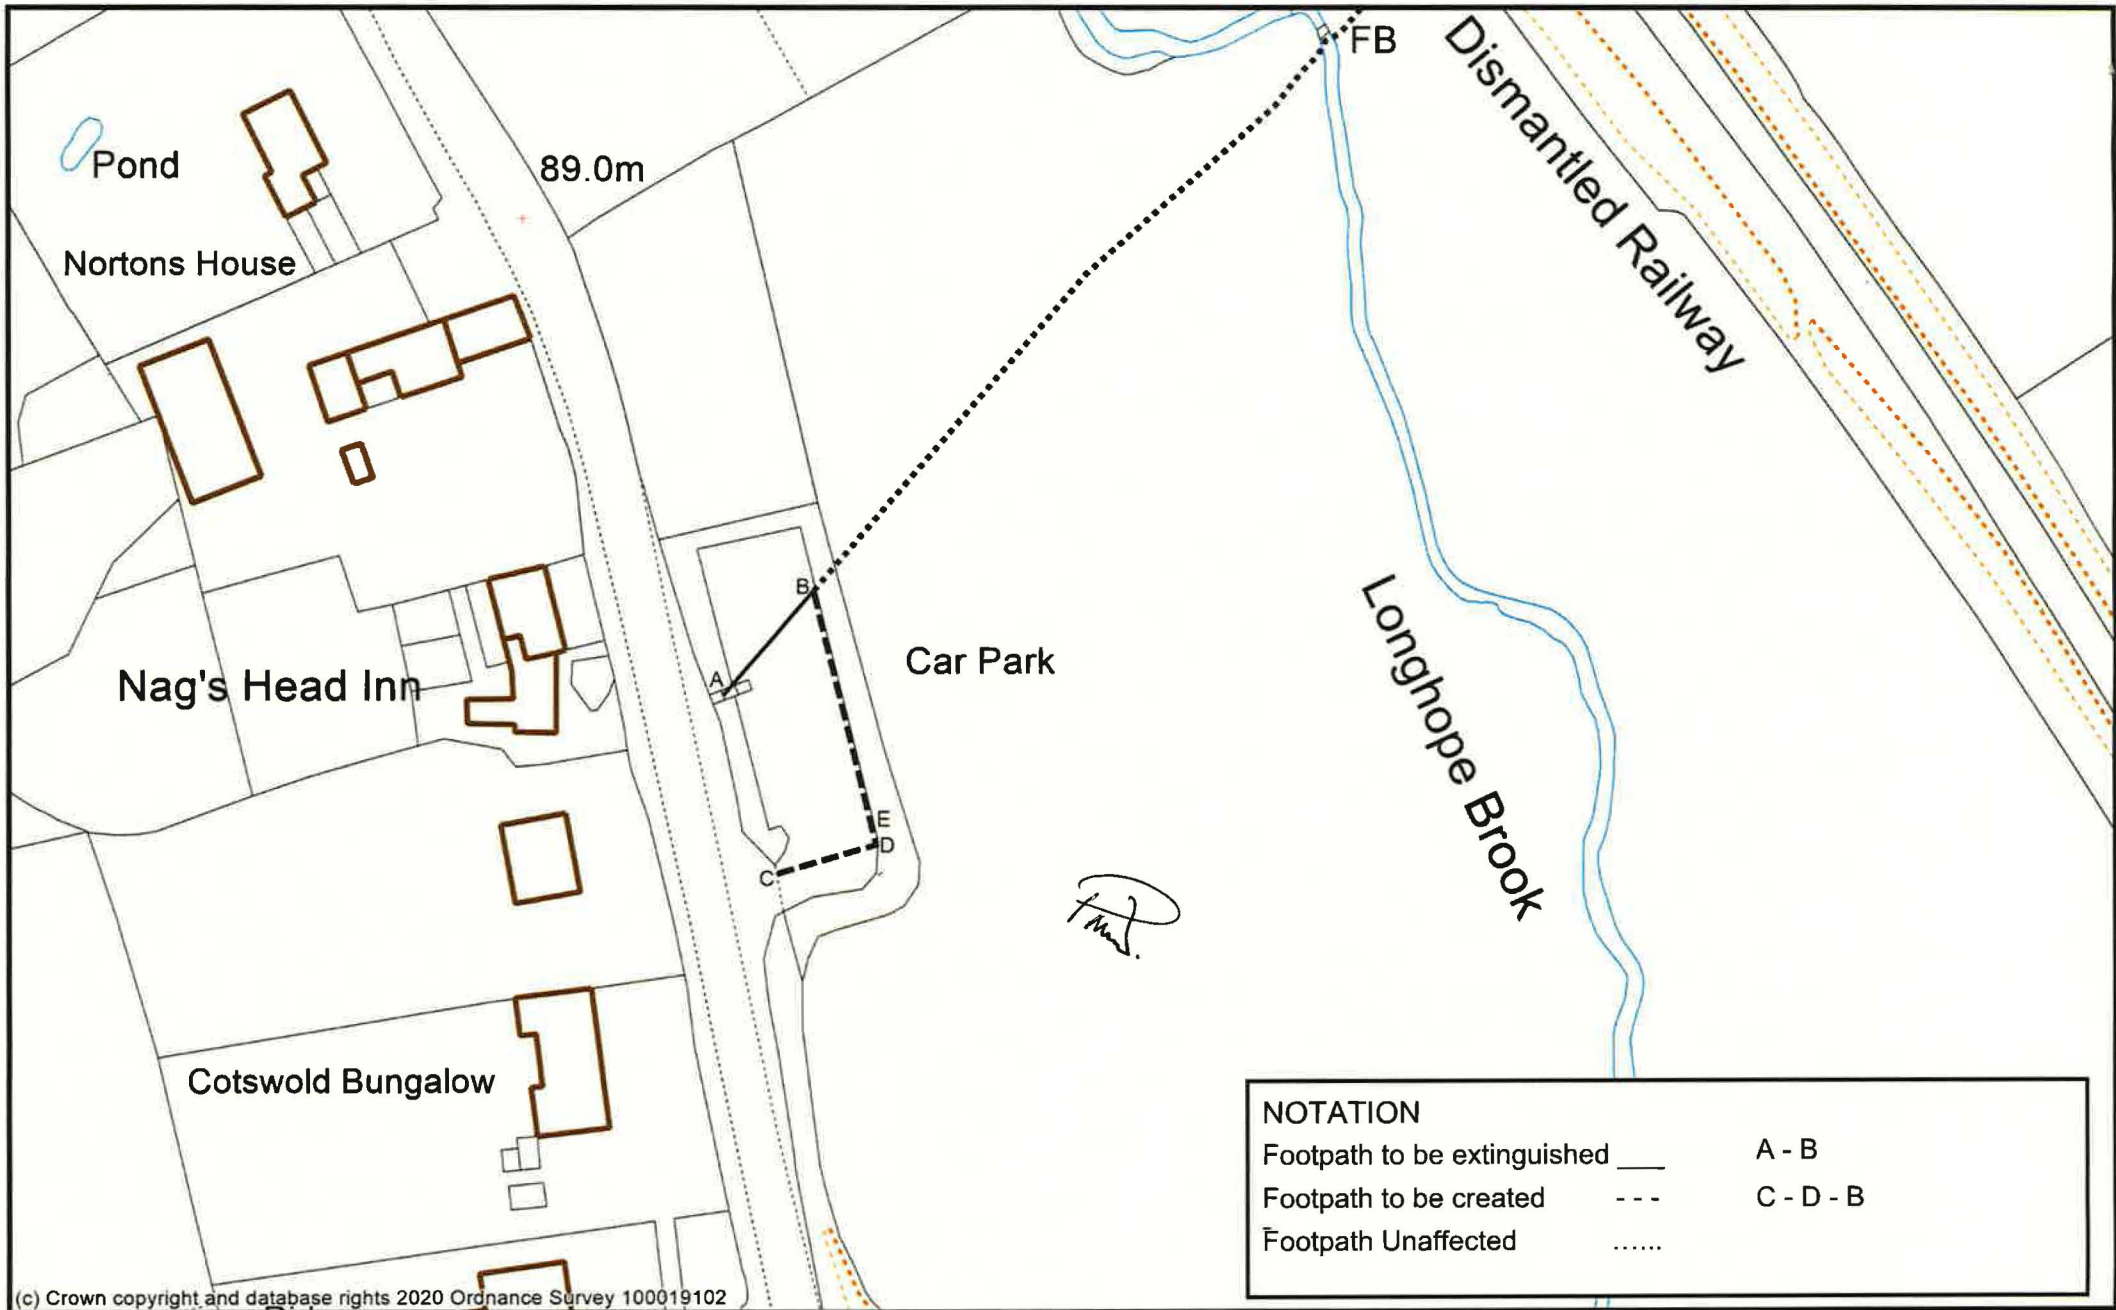 FB
Dismantled Railway
89.0m
Pond
Nortons House
B
Car Park
A
Nag's Head Inn
Longhope Brook
E
D
C
Cotswold Bungalow
NOTATION
Footpath to be extinguished ___ A - B
Footpath to be created - - - C - D - B
Footpath Unaffected ......
(c) Crown copyright and database rights 2020 Ordnance Survey 100019102